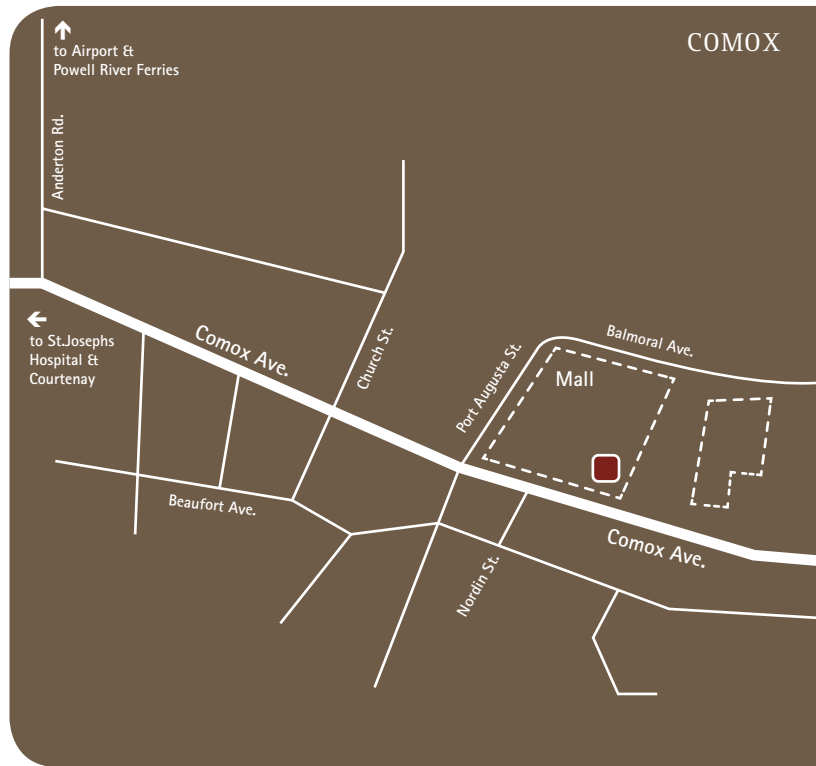 COMOX
to Airport &
Powell River Ferries
Anderton Rd.
to St.Josephs
Hospital &
Courtenay
Comox Ave.
Church St.
Port Augusta St.
Balmoral Ave.
Mall
Beaufort Ave.
Nordin St.
Comox Ave.